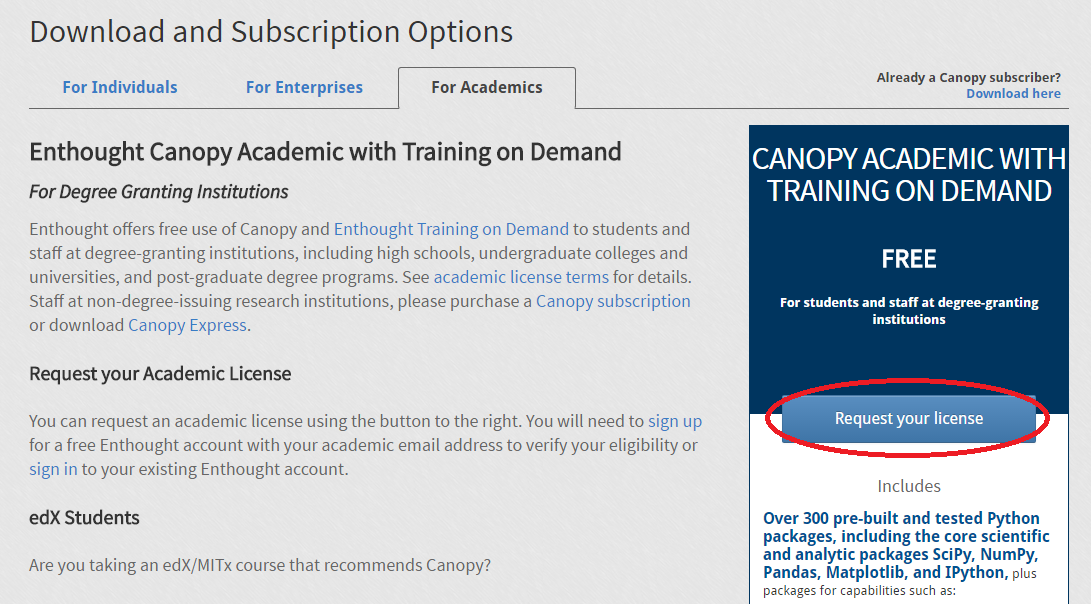 Download and Subscription Options
For Individuals
For Enterprises
For Academics
Already a Canopy subscriber?
Download here
Enthought Canopy Academic with Training on Demand
For Degree Granting Institutions
Enthought offers free use of Canopy and Enthought Training on Demand to students and
staff at degree-granting institutions, including high schools, undergraduate colleges and
universities, and post-graduate degree programs. See academic license terms for details.
Staff at non-degree-issuing research institutions, please purchase a Canopy subscription
or download Canopy Express.
Request your Academic License
You can request an academic license using the button to the right. You will need to sign up
for a free Enthought account with your academic email address to verify your eligibility or
sign in to your existing Enthought account.
edX Students
Are you taking an edX/MITx course that recommends Canopy?
CANOPY ACADEMIC WITH
TRAINING ON DEMAND
FREE
For students and staff at degree-granting
institutions
Request your license
Includes
Over 300 pre-built and tested Python
packages, including the core scientific
and analytic packages SciPy, NumPy,
Pandas, Matplotlib, and IPython, plus
packages for capabilities such as: